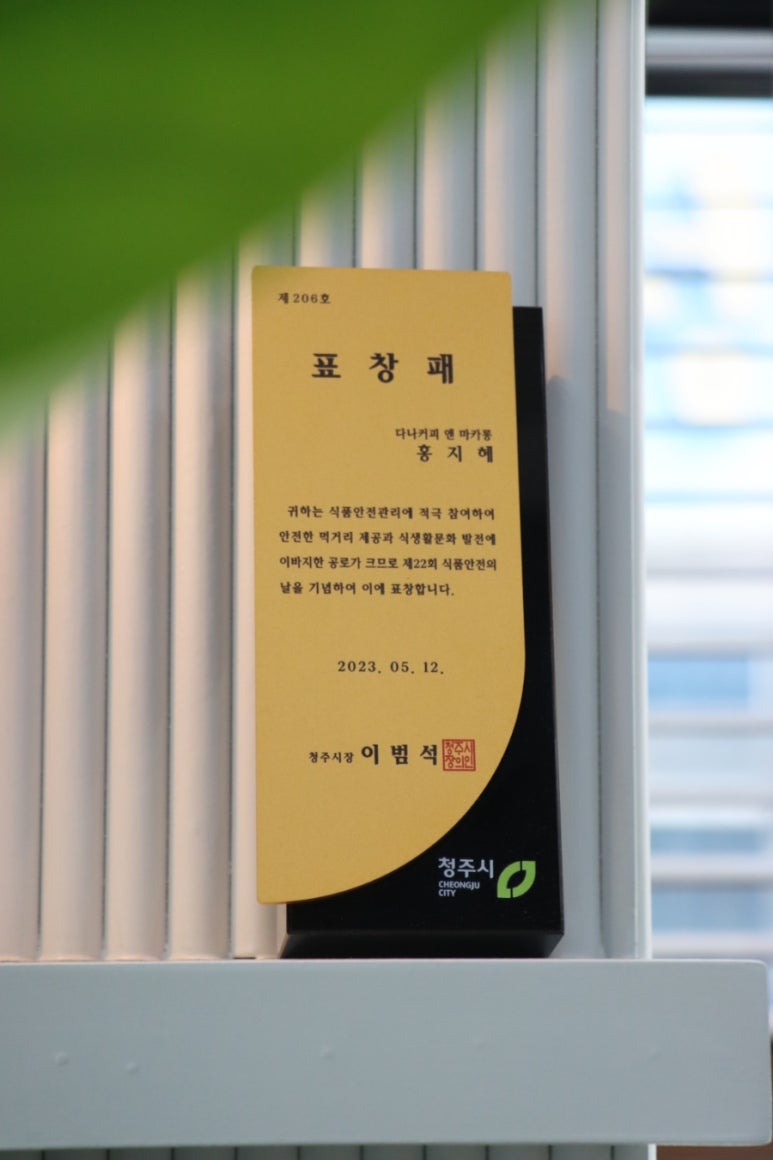 제 206호
표 창 패
다나커피 앤 마카롱
홍 지 혜
귀하는 식품안전관리에 적극 참여하여
안전한 먹거리 제공과 식생활문화 발전에
이바지한 공로가 크므로 제22회 식품안전의
날을 기념하여 이에 표창합니다.
2023. 05. 12.
청주시장 이 범 석
청주시
장의인
청주시
CHEONGJU
CITY